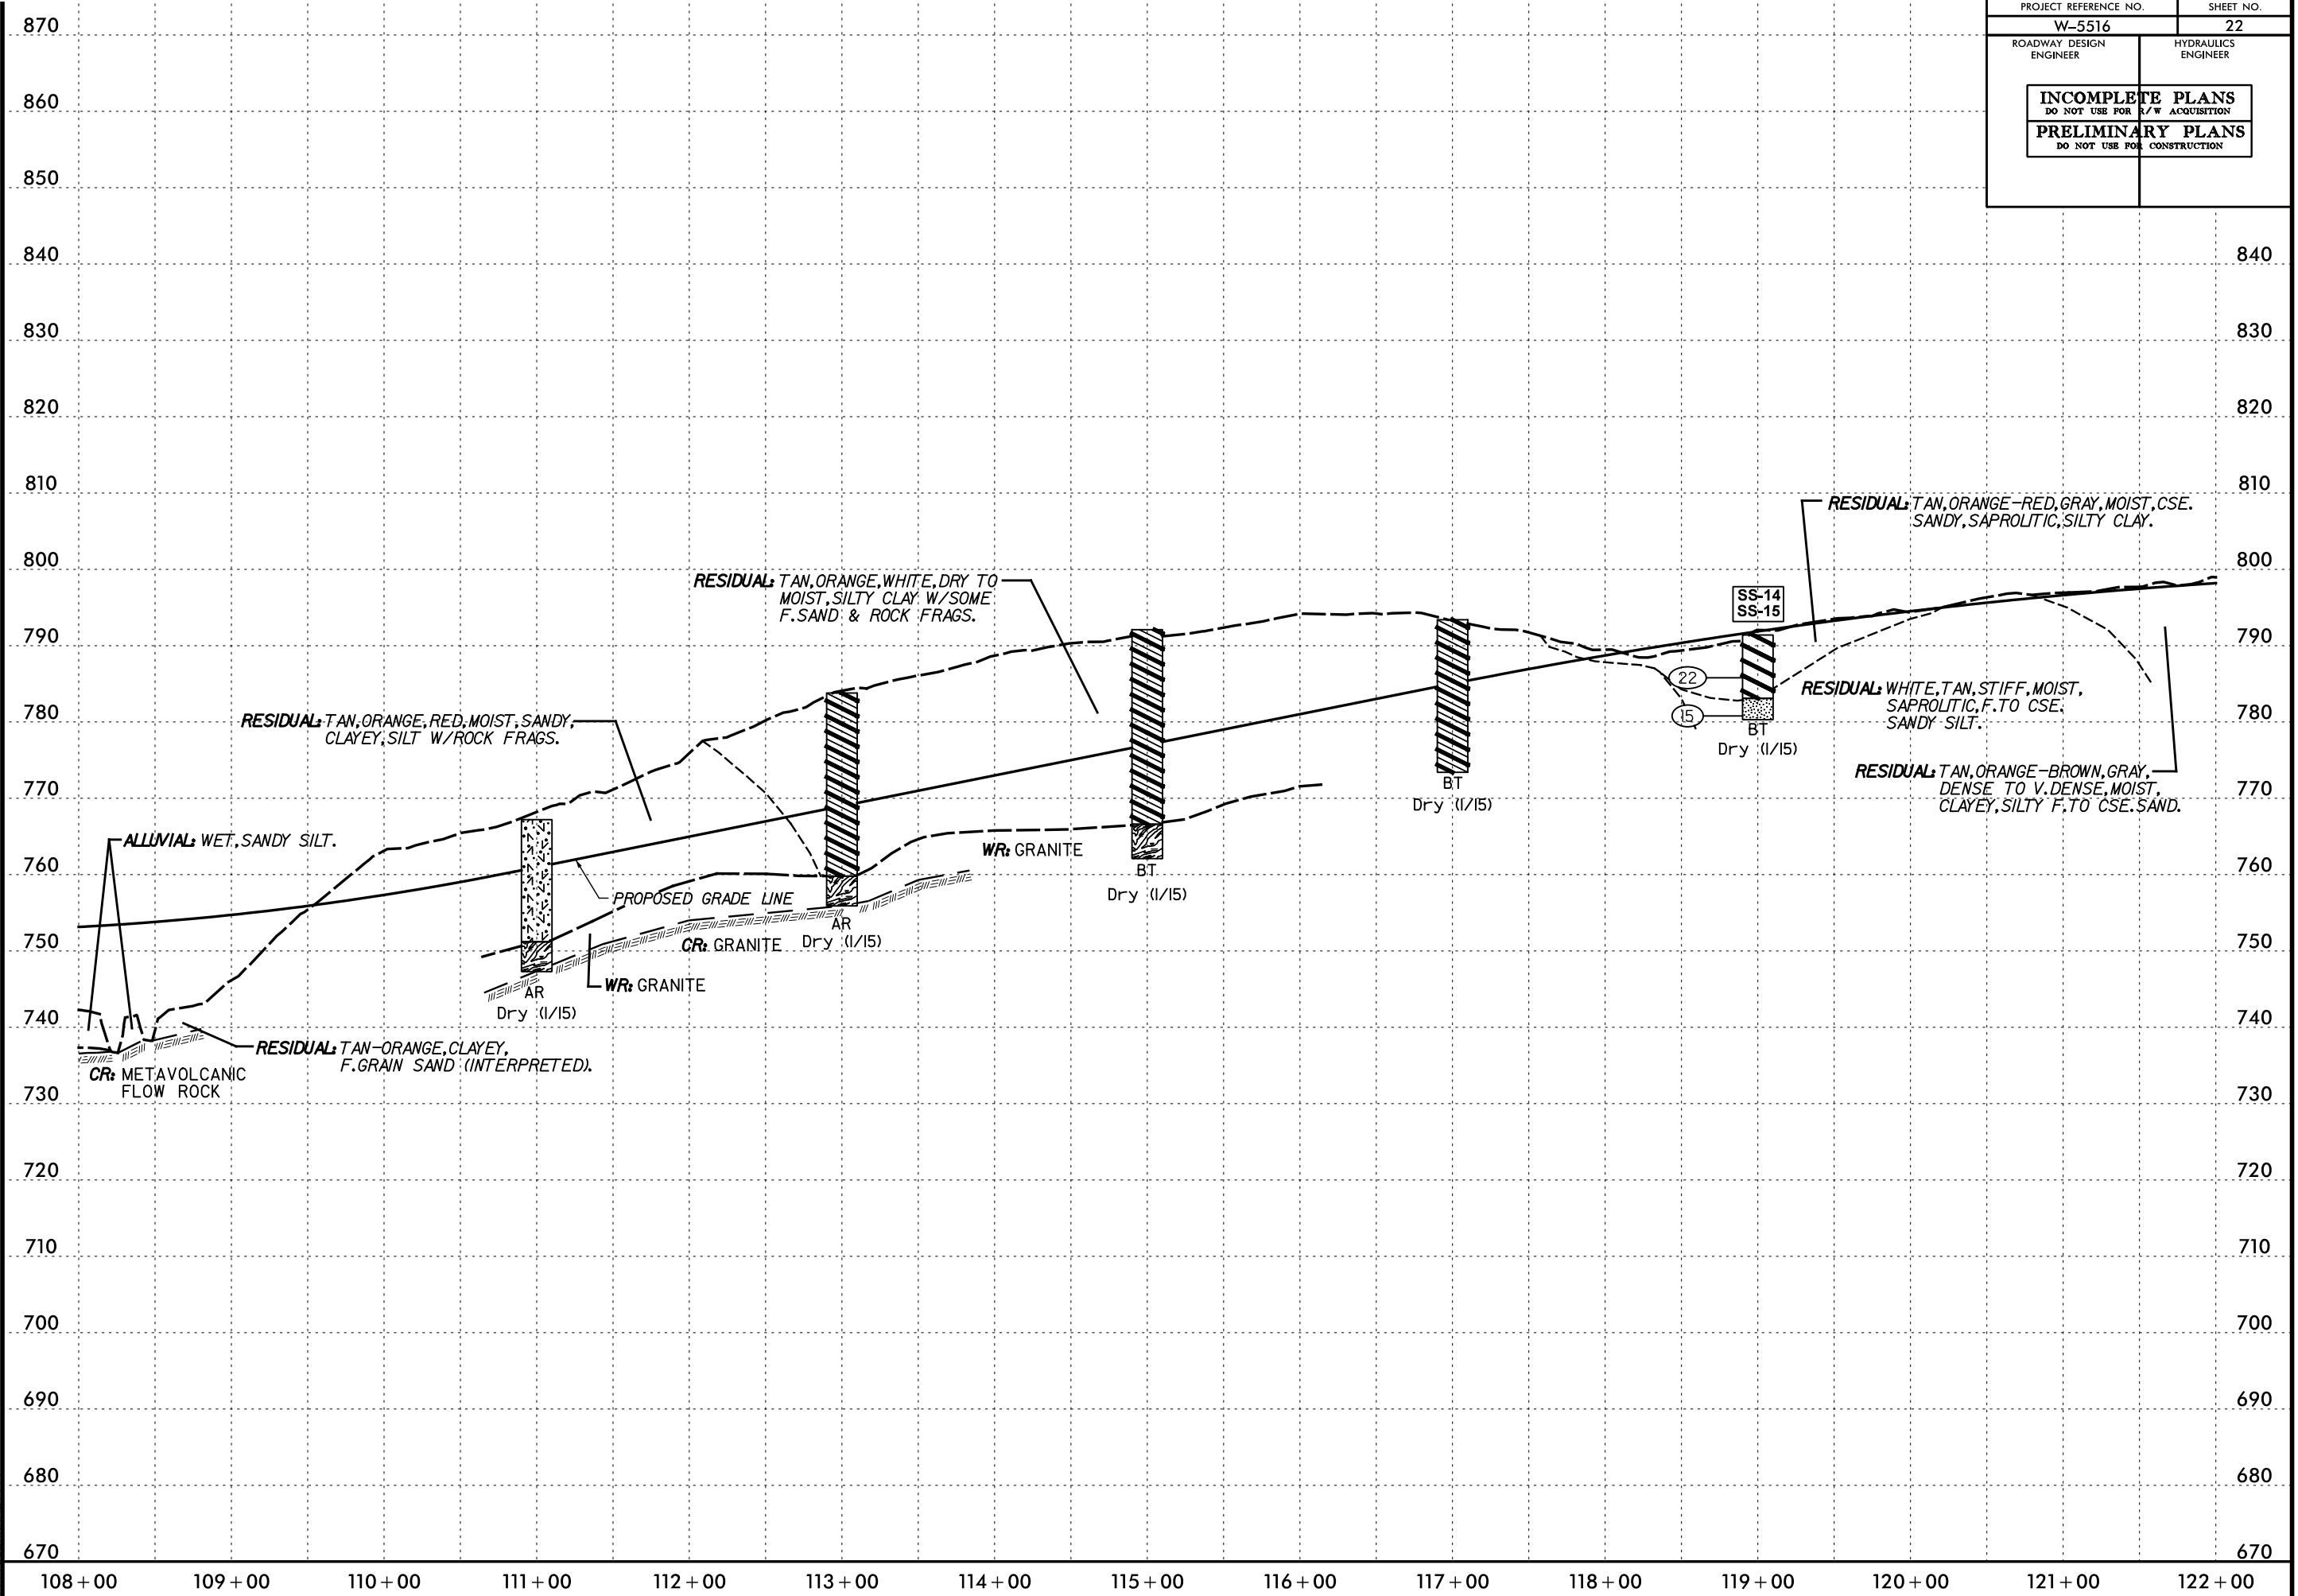 PROJECT REFERENCE NO.
SHEET NO.
W-5516
22
ROADWAY DESIGN
ENGINEER
HYDRAULICS
ENGINEER
INCOMPLETE PLANS
DO NOT USE FOR R/W ACQUISITION
PRELIMINARY PLANS
DO NOT USE FOR CONSTRUCTION
870
860
850
840
840
830
830
820
820
810
810
RESIDUAL: TAN,ORANGE-RED,GRAY,MOIST,CSE.
SANDY,SAPROLITIC,SILTY CLAY.
800
800
RESIDUAL: TAN,ORANGE,WHITE,DRY TO
MOIST,SILTY CLAY W/SOME
F.SAND & ROCK FRAGS.
SS-14
SS-15
790
790
22
RESIDUAL: WHITE,TAN,STIFF,MOIST,
SAPROLITIC,F.TO CSE.
SANDY SILT.
780
780
15
BT
Dry (1/15)
RESIDUAL: TAN,ORANGE,RED,MOIST,SANDY,
CLAYEY,SILT W/ROCK FRAGS.
770
770
BT
Dry (1/15)
RESIDUAL: TAN,ORANGE-BROWN,GRAY,
DENSE TO V.DENSE,MOIST,
CLAYEY,SILTY F.TO CSE.SAND.
ALLUVIAL: WET,SANDY SILT.
760
760
WR: GRANITE
BT
Dry (1/15)
PROPOSED GRADE LINE
750
750
CR: GRANITE
AR
Dry (1/15)
WR: GRANITE
AR
Dry (1/15)
740
740
RESIDUAL: TAN-ORANGE,CLAYEY,
F.GRAIN SAND (INTERPRETED).
CR: METAVOLCANIC
FLOW ROCK
730
730
720
720
710
710
700
700
690
690
680
680
670
670
108+00
109+00
110+00
111+00
112+00
113+00
114+00
115+00
116+00
117+00
118+00
119+00
120+00
121+00
122+00